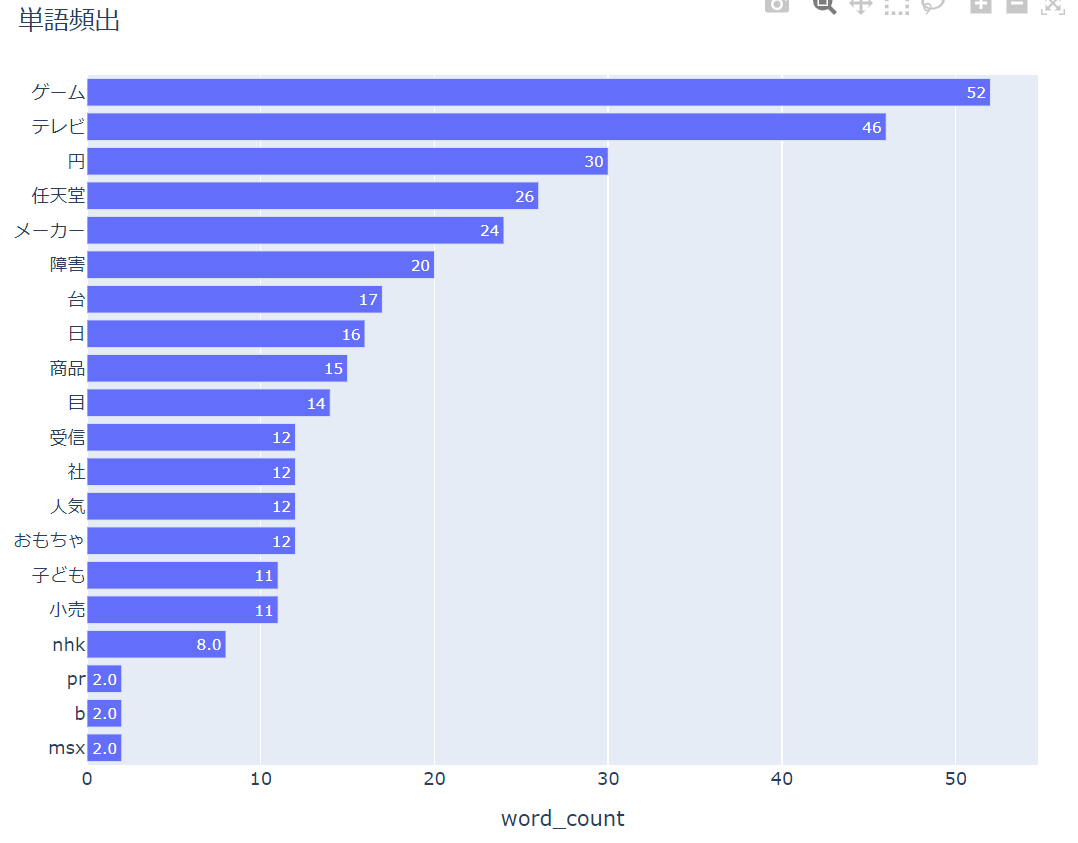 単語頻出
ゲーム 52
テレビ 46
円 30
任天堂 26
メーカー 24
障害 20
台 17
日 16
商品 15
目 14
受信 12
社 12
人気 12
おもちゃ 12
子ども 11
小売 11
nhk 8.0
pr 2.0
b 2.0
msx 2.0
0 10 20 30 40 50
word_count